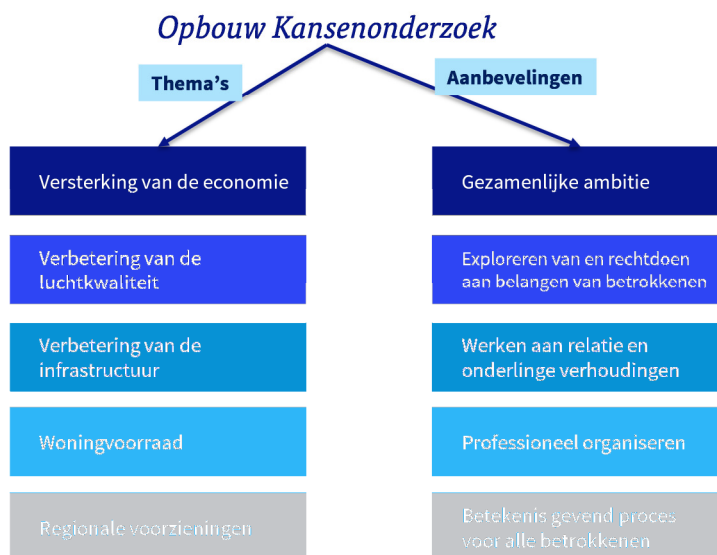 Opbouw Kansenonderzoek
Thema's
Aanbevelingen
Versterking van de economie
Gezamenlijke ambitie
Verbetering van de
luchtkwaliteit
Exploreren van en rechtdoen
aan belangen van betrokkenen
Verbetering van de
infrastructuur
Werken aan relatie en
onderlinge verhoudingen
Woningvoorraad
Professioneel organiseren
Regionale voorzieningen
Betekenis gevend proces
voor alle betrokkenen